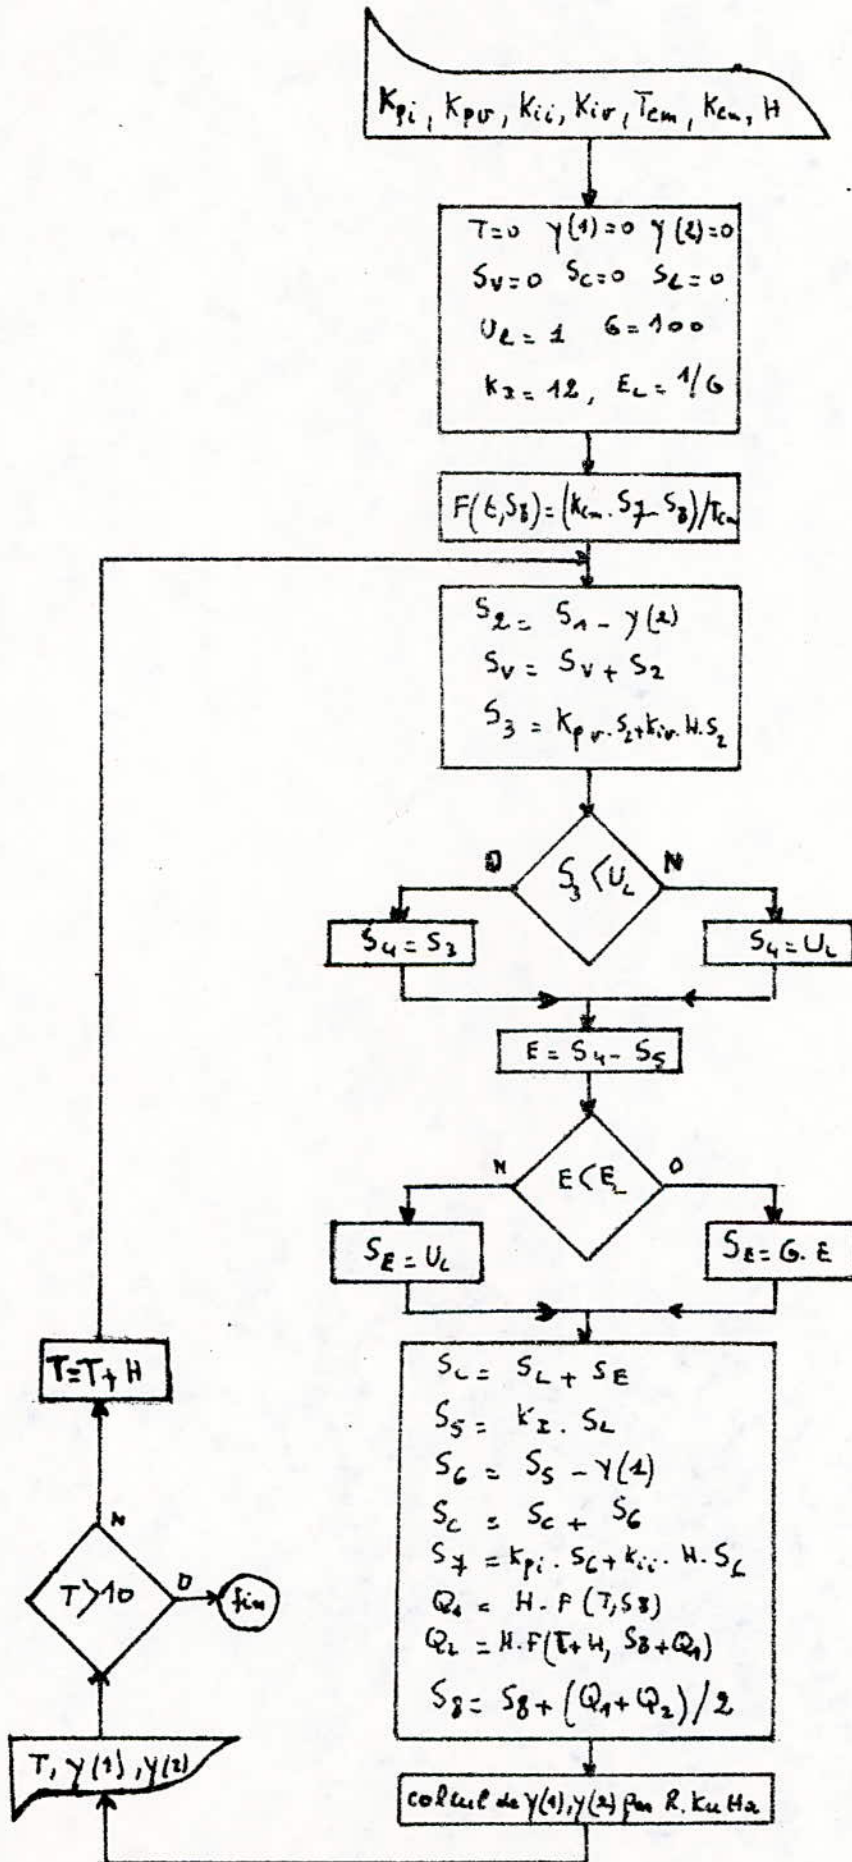 Kpi, Kpv, Kii, Kiv, Tcm, Kcm, H
T=0 y(1)=0 y(2)=0
Sv=0 Sc=0 SL=0
UL = 1 G=100
KI = 12, EL = 1/G
F(t,S8)=(Kcm.S7-S8)/Tcm
S2 = S1 - y(2)
Sv = Sv + S2
S3 = Kpv.S2+Kiv.H.S2
O S3<UL N
S4=S3 S4=UL
E = S4 - S5
N E<EL O
SE=UL SE=G.E
SL = SL + SE
T=T+H
S5 = KI . SL
S6 = S5 - y(1)
Sc = Sc + S6
N
S7 = Kpi . S6+Kii. H. Sc
T>10 O fin
Q1 = H.F(T,S8)
Q2 = H.F(T+H, S8+Q1)
S8= S8+(Q1+Q2)/2
T, y(1), y(2)
calcul de y(1), y(2) par R. Kutta